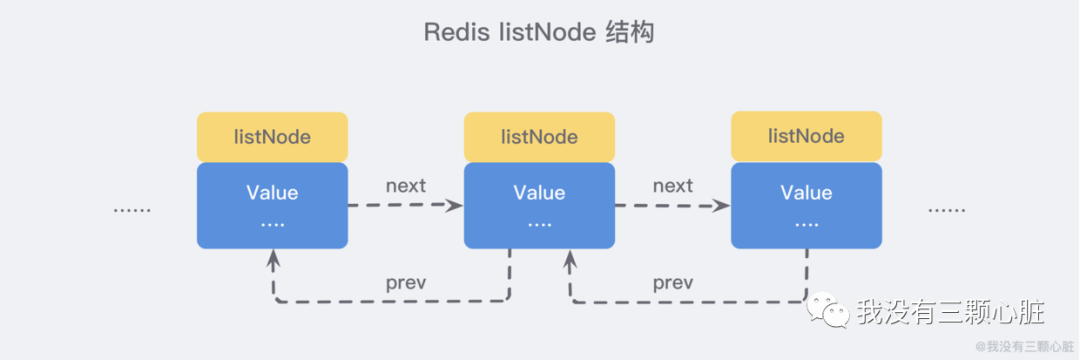 Redis listNode 结构
listNode
listNode
listNode
Value
....
next
Value
....
next
Value
....
......
......
prev
prev
我没有三颗心脏
@我没有三颗心脏